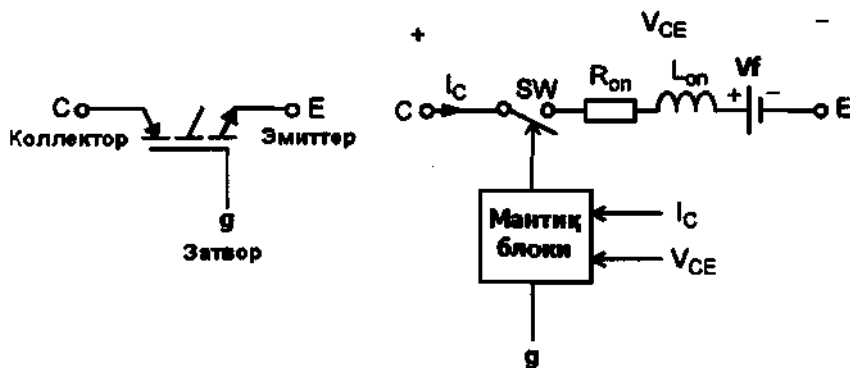 C
E
Коллектор
Эмиттер
g
Затвор
+
V_CE
–
I_C
SW
R_on
L_on
Vf
+
–
C
E
Мантиқ
блоки
I_C
V_CE
g